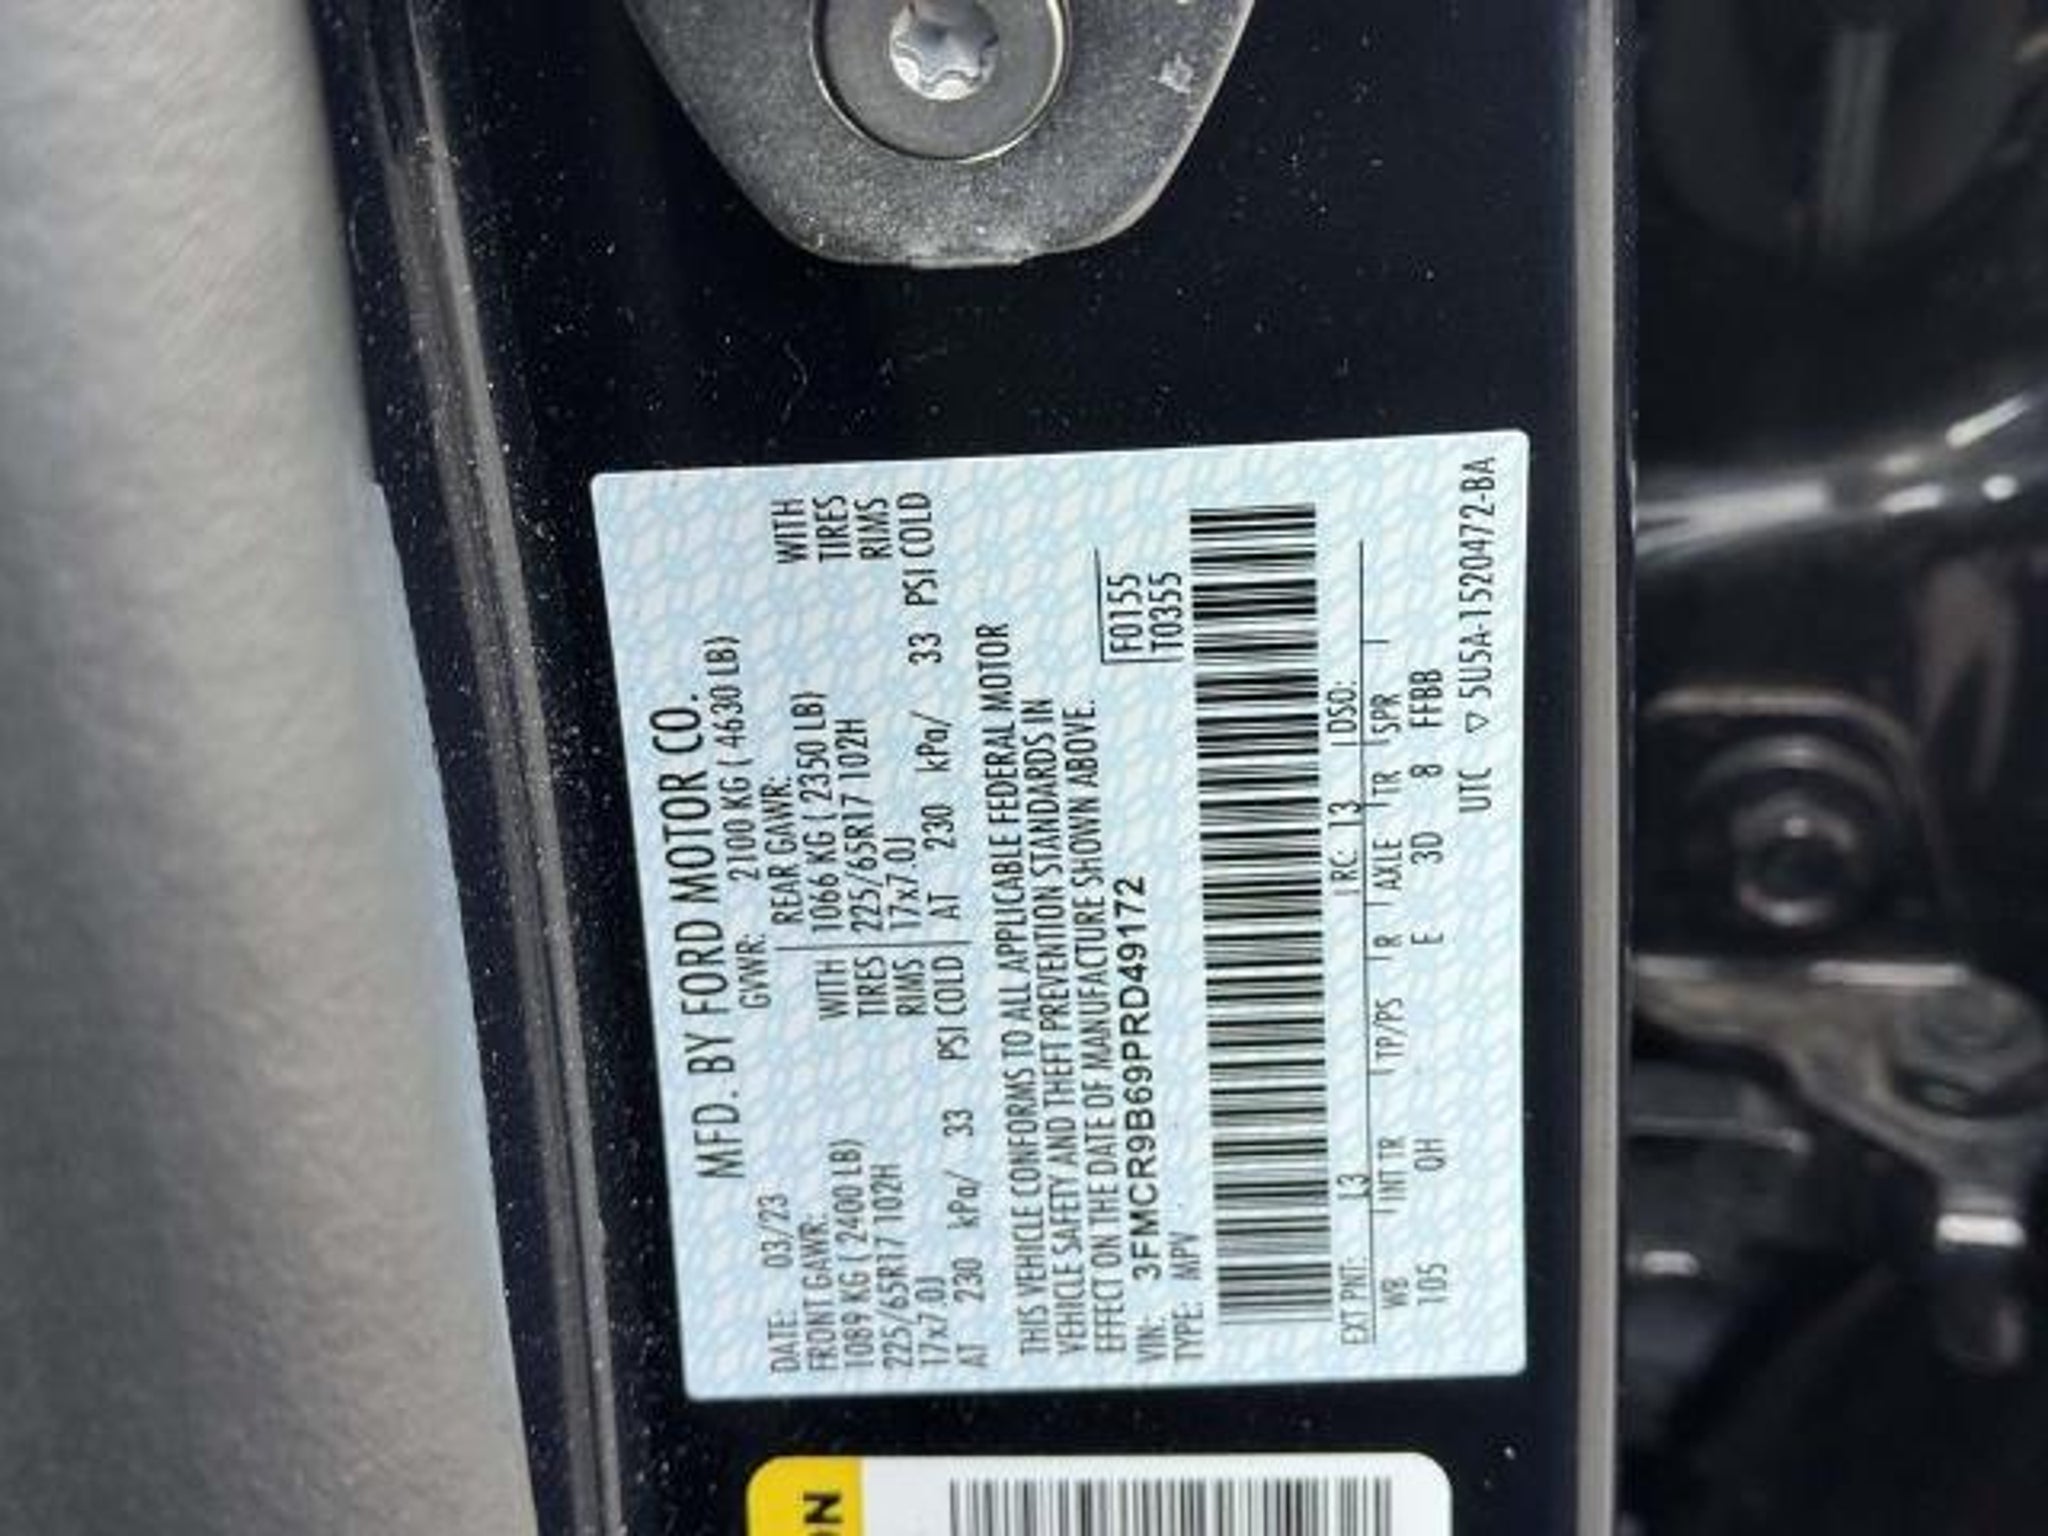 MFD. BY FORD MOTOR CO.
DATE: 03/23 GVWR: 2100 KG ( 4630 LB)
FRONT GAWR: REAR GAWR:
1089 KG ( 2400 LB) WITH 1066 KG ( 2350 LB) WITH
225/65R17 102H TIRES 225/65R17 102H TIRES
17x7.0J RIMS 17x7.0J RIMS
AT 230 kPa/ 33 PSI COLD AT 230 kPa/ 33 PSI COLD
THIS VEHICLE CONFORMS TO ALL APPLICABLE FEDERAL MOTOR
VEHICLE SAFETY AND THEFT PREVENTION STANDARDS IN
EFFECT ON THE DATE OF MANUFACTURE SHOWN ABOVE.
VIN: 3FMCR9B69PRD49172 F0155
TYPE: MPV T0355
EXT PNT: 13 RC: 13 DSO:
WB INT TR TP/PS R AXLE TR SPR
105 QH E 3D 8 FFBB
UTC ▽ 5U5A-1520472-BA
ON